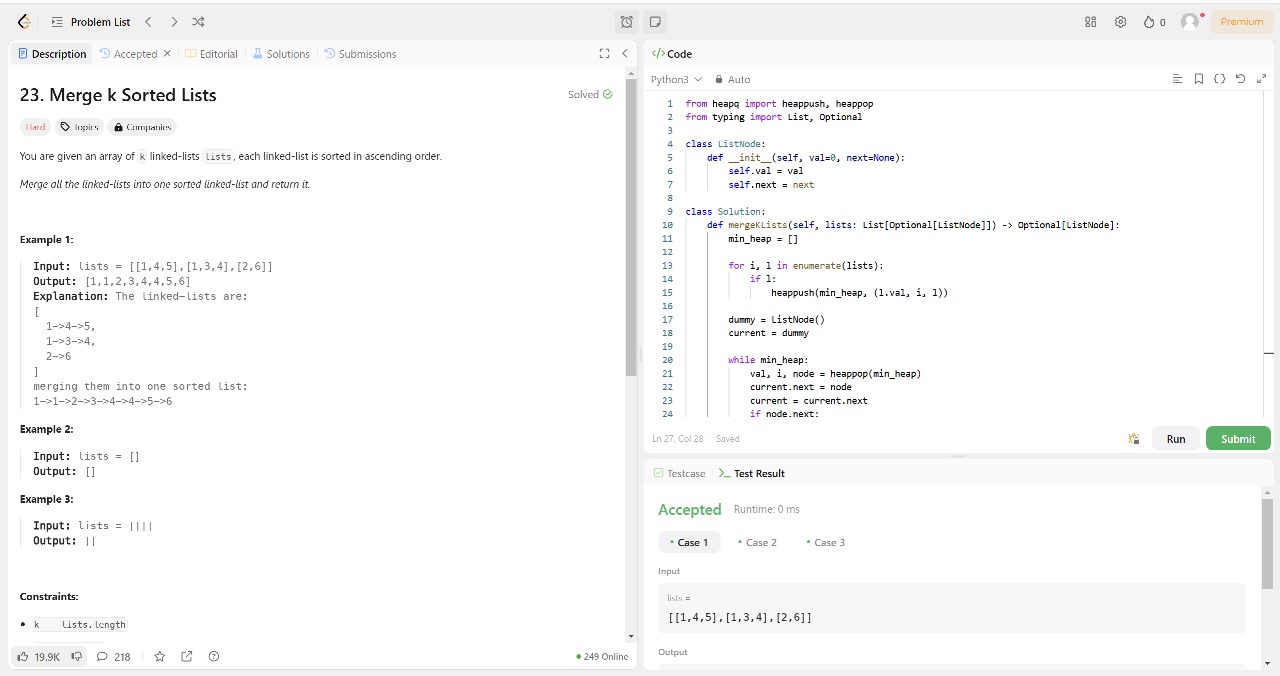 Problem List
0
Premium
Description
Accepted
Editorial
Solutions
Submissions
23. Merge k Sorted Lists
Solved
Hard
Topics
Companies
You are given an array of k linked-lists lists, each linked-list is sorted in ascending order.
Merge all the linked-lists into one sorted linked-list and return it.
Example 1:
Input: lists = [[1,4,5],[1,3,4],[2,6]]
Output: [1,1,2,3,4,4,5,6]
Explanation: The linked-lists are:
[
1->4->5,
1->3->4,
2->6
]
merging them into one sorted list:
1->1->2->3->4->4->5->6
Example 2:
Input: lists = []
Output: []
Example 3:
Input: lists =
Output:
Constraints:
k lists.length
19.9K
218
249 Online
</> Code
Python3
Auto
1 from heapq import heappush, heappop
2 from typing import List, Optional
3
4 class ListNode:
5 def __init__(self, val=0, next=None):
6 self.val = val
7 self.next = next
8
9 class Solution:
10 def mergeKLists(self, lists: List[Optional[ListNode]]) -> Optional[ListNode]:
11 min_heap = []
12
13 for i, l in enumerate(lists):
14 if l:
15 heappush(min_heap, (l.val, i, l))
16
17 dummy = ListNode()
18 current = dummy
19
20 while min_heap:
21 val, i, node = heappop(min_heap)
22 current.next = node
23 current = current.next
24 if node.next:
Ln 27, Col 28 Saved
Run
Submit
Testcase
Test Result
Accepted Runtime: 0 ms
Case 1
Case 2
Case 3
Input
lists =
[[1,4,5],[1,3,4],[2,6]]
Output